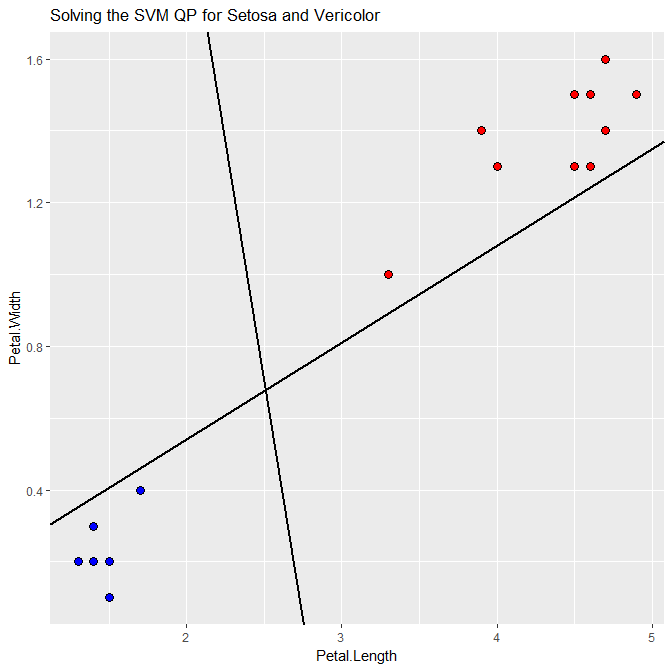 Solving the SVM QP for Setosa and Vericolor
1.6
1.2
0.8
0.4
Petal.Width
2 3 4 5
Petal.Length